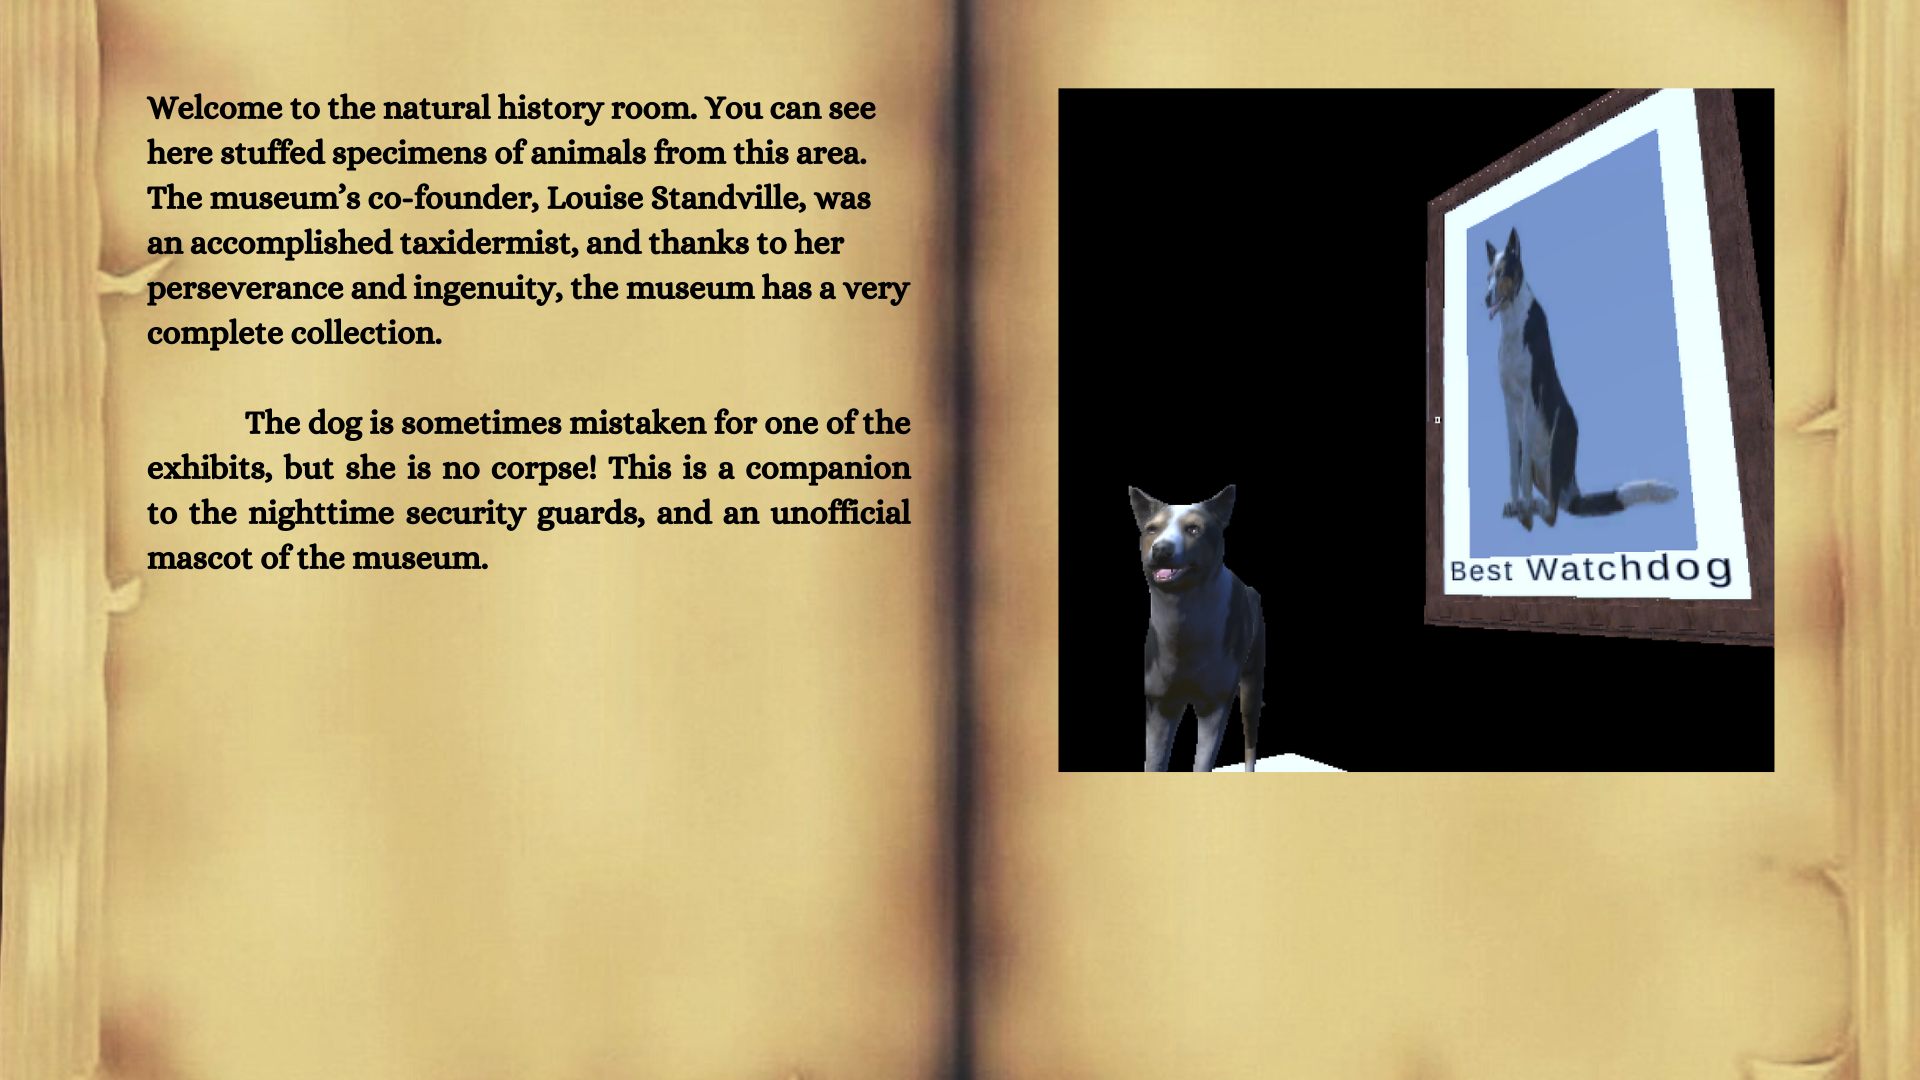 Welcome to the natural history room. You can see
here stuffed specimens of animals from this area.
The museum’s co-founder, Louise Standville, was
an accomplished taxidermist, and thanks to her
perseverance and ingenuity, the museum has a very
complete collection.
The dog is sometimes mistaken for one of the
exhibits, but she is no corpse! This is a companion
to the nighttime security guards, and an unofficial
mascot of the museum.
Best Watchdog